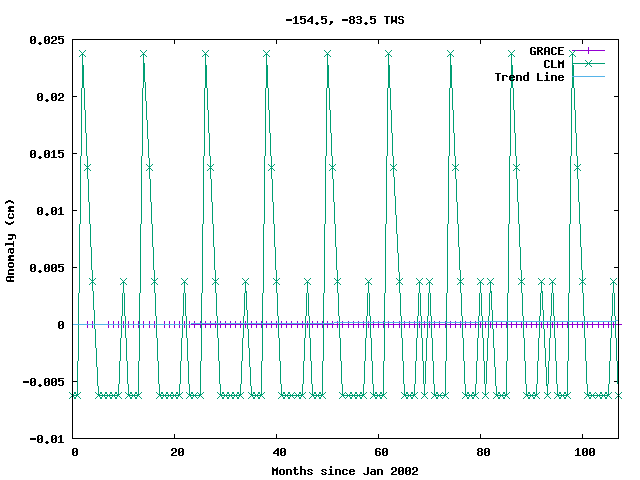 -154.5, -83.5 TWS
GRACE
CLM
Trend Line
0.025
0.02
0.015
0.01
0.005
0
-0.005
-0.01
Anomaly (cm)
0 20 40 60 80 100
Months since Jan 2002